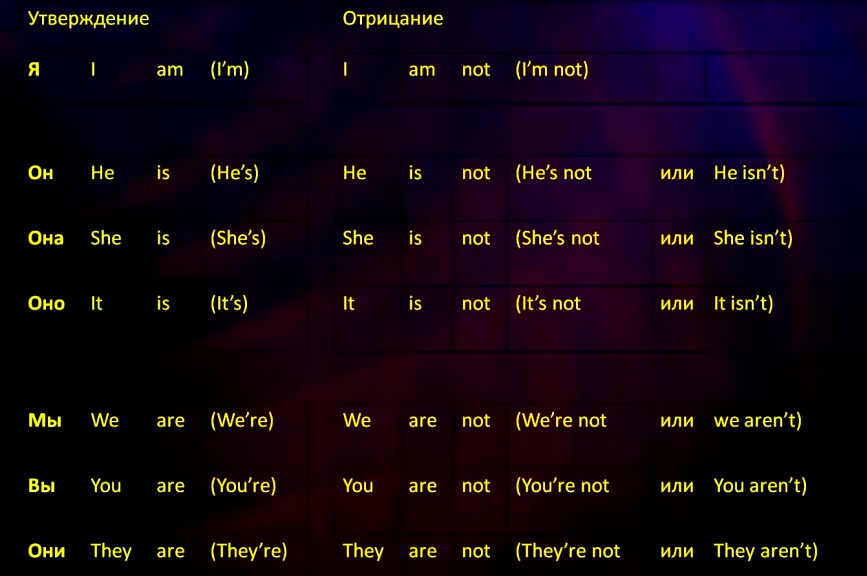 Утверждение Отрицание
Я I am (I'm) I am not (I'm not)
Он He is (He's) He is not (He's not или He isn't)
Она She is (She's) She is not (She's not или She isn't)
Оно It is (It's) It is not (It's not или It isn't)
Мы We are (We're) We are not (We're not или we aren't)
Вы You are (You're) You are not (You're not или You aren't)
Они They are (They're) They are not (They're not или They aren't)